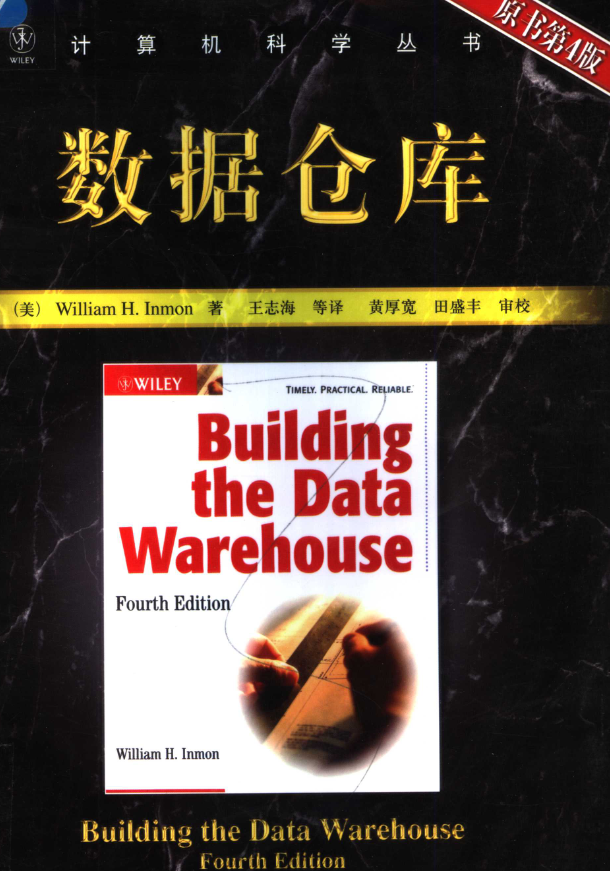 WILEY
计算机科学丛书
原书第4版
数据仓库
(美) William H. Inmon 著 王志海 等译 黄厚宽 田盛丰 审校
WILEY
TIMELY. PRACTICAL. RELIABLE.
Building
the Data
Warehouse
Fourth Edition
William H. Inmon
Building the Data Warehouse
Fourth Edition